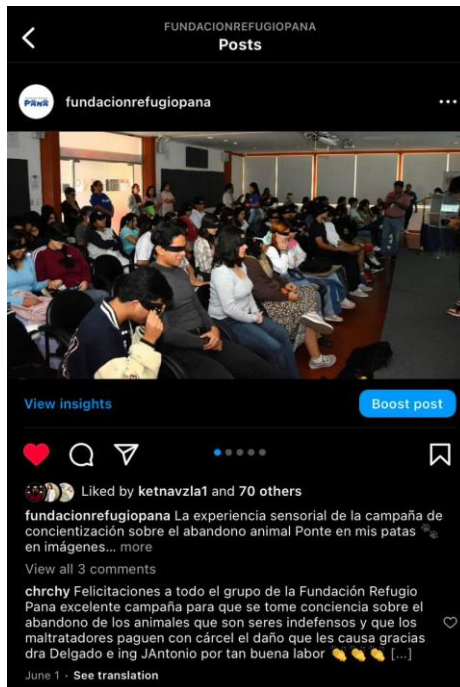 FUNDACIONREFUGIOPANA
Posts
PANA
fundacionrefugiopana
View insights
Boost post
Liked by ketnavzla1 and 70 others
fundacionrefugiopana La experiencia sensorial de la campaña de
concientización sobre el abandono animal Ponte en mis patas 🐾
en imágenes... more
View all 3 comments
chrchy Felicitaciones a todo el grupo de la Fundación Refugio
Pana excelente campaña para que se tome conciencia sobre el
abandono de los animales que son seres indefensos y que los
maltratadores paguen con cárcel el daño que les causa gracias
dra Delgado e ing JAntonio por tan buena labor 👏👏👏 [...]
June 1 · See translation